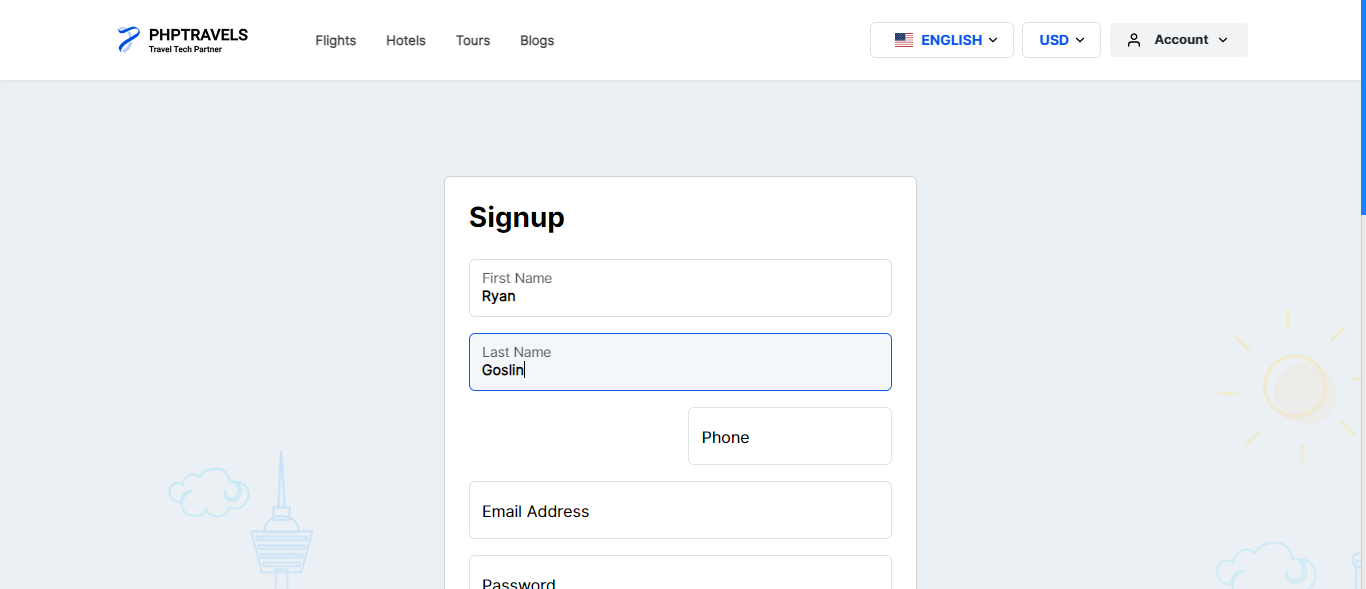 PHPTRAVELS
Travel Tech Partner
Flights Hotels Tours Blogs
ENGLISH USD Account
Signup
First Name
Ryan
Last Name
Goslin
Phone
Email Address
Password